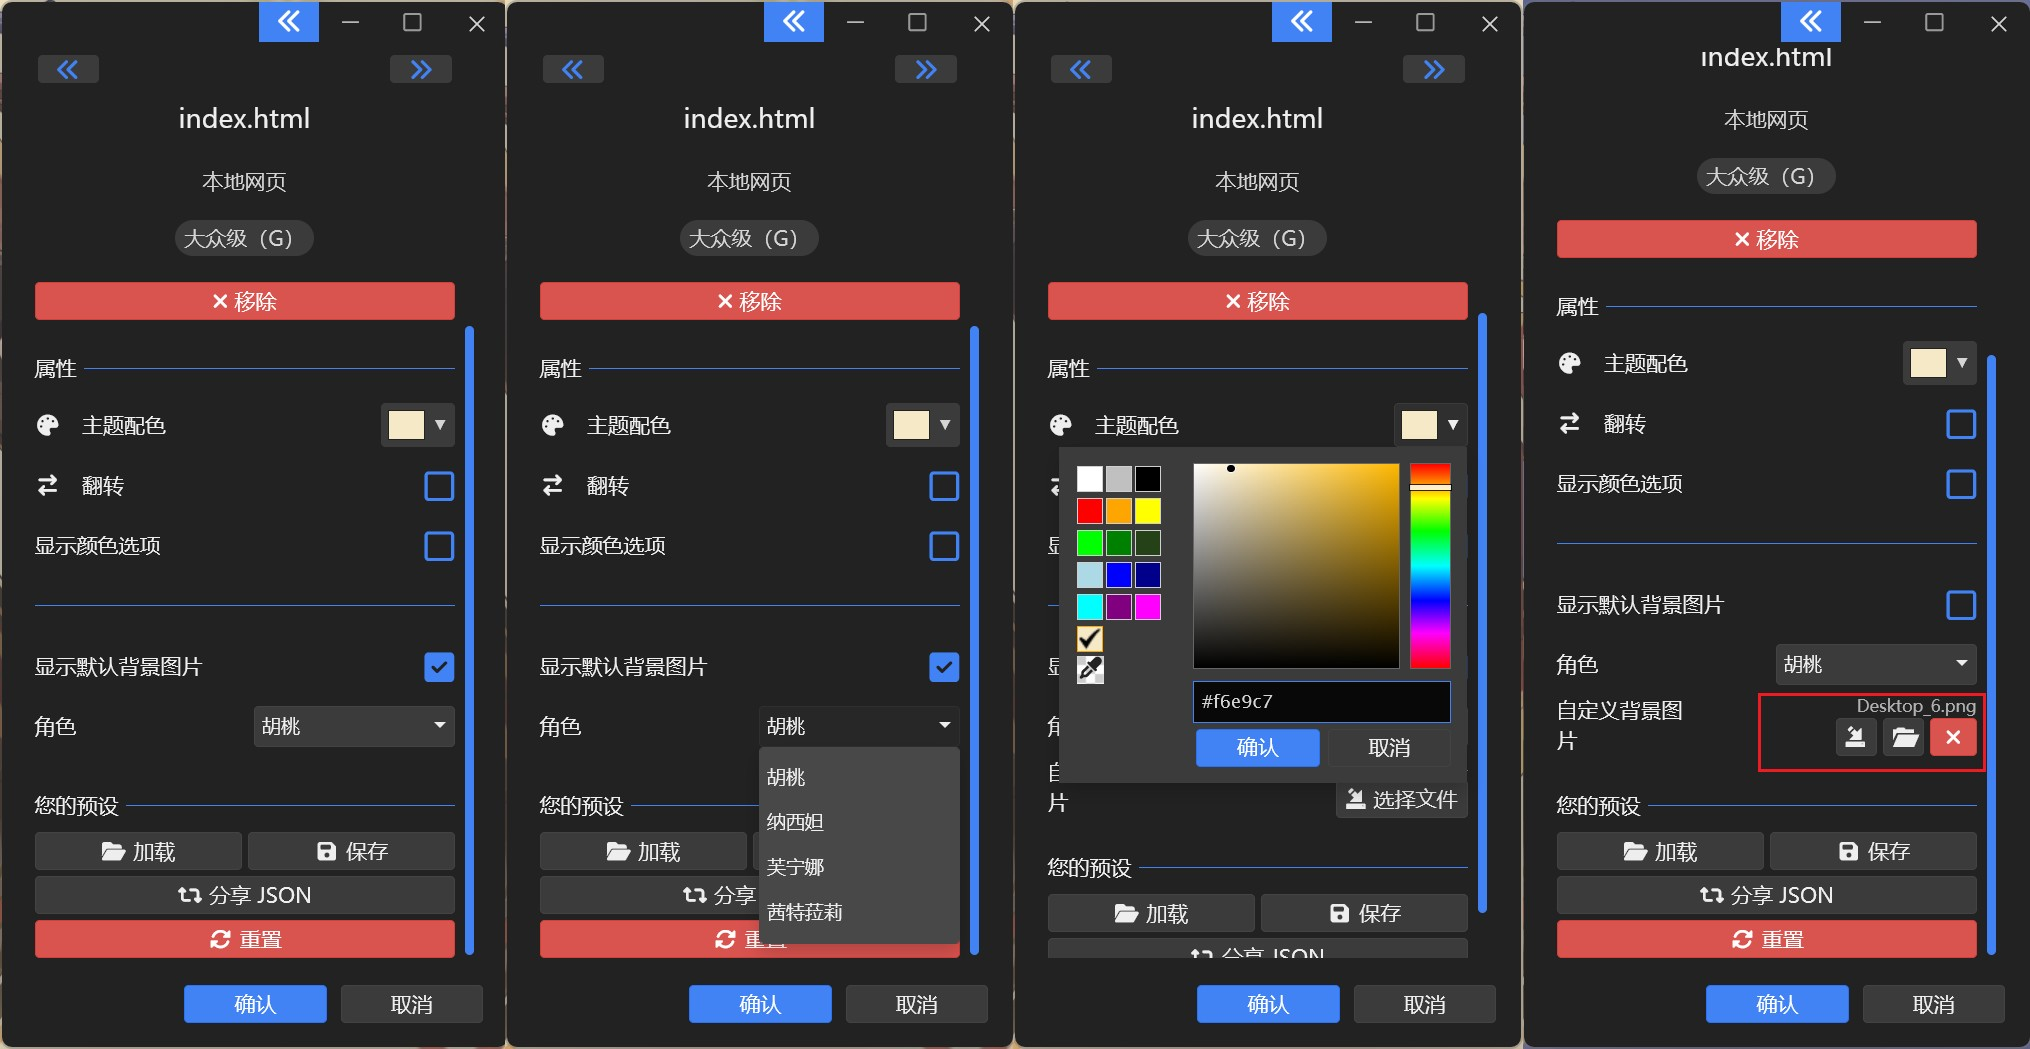 index.html
本地网页
大众级（G）
移除
属性
主题配色
翻转
显示颜色选项
显示默认背景图片
角色
胡桃
您的预设
加载
保存
分享 JSON
重置
确认
取消
index.html
本地网页
大众级（G）
移除
属性
主题配色
翻转
显示颜色选项
显示默认背景图片
角色
胡桃
胡桃
纳西妲
芙宁娜
茜特菈莉
您的预设
加载
分享
重置
确认
取消
index.html
本地网页
大众级（G）
移除
属性
主题配色
#f6e9c7
确认
取消
片
选择文件
您的预设
加载
保存
分享 JSON
确认
取消
index.html
本地网页
大众级（G）
移除
属性
主题配色
翻转
显示颜色选项
显示默认背景图片
角色
胡桃
自定义背景图
片
Desktop_6.png
您的预设
加载
保存
分享 JSON
重置
确认
取消